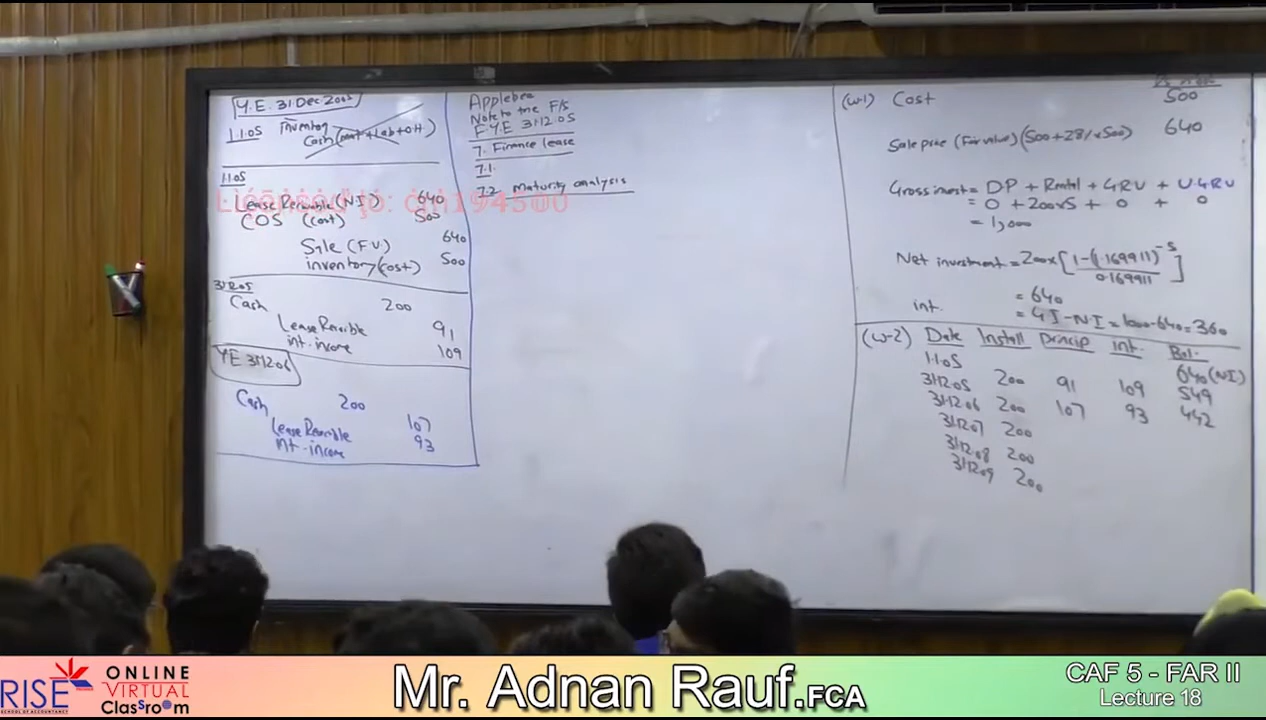 Y.E. 31 Dec 2005
1.1.05 Inventory
Cash (mat+Lab+OH)
1.1.05
Lease Receivable (N.I) 640
COS (cost) 500
Sale (F.V.) 640
inventory (cost) 500
31.12.05
Cash 200
Lease Receivable 91
int. income 109
YE 31.12.06
Cash 200
Lease Receivable 107
int. income 93
Applebee
Note to the F/S
F.Y.E 31.12.05
7. Finance lease
7.1.
7.2 maturity analysis
(W-1) Cost 500
Sale price (Fair value) (500+28%x500) 640
Gross invest = D.P + Rental + G.R.V + U.G.R.V
= 0 + 200x5 + 0 + 0
= 1,000
Net investment = 200x [1-(1.169911)-5 / 0.169911]
= 640
int. = G.I-N.I = 1000-640 = 360
(W-2) Date Install Princip int. Bal.
1.1.05 640 (NI)
31.12.05 200 91 109 549
31.12.06 200 107 93 442
31.12.07 200
31.12.08 200
31.12.09 200
RISE
SCHOOL OF ACCOUNTANCY
ONLINE
VIRTUAL
Classroom
Mr. Adnan Rauf.FCA
CAF 5 - FAR II
Lecture 18